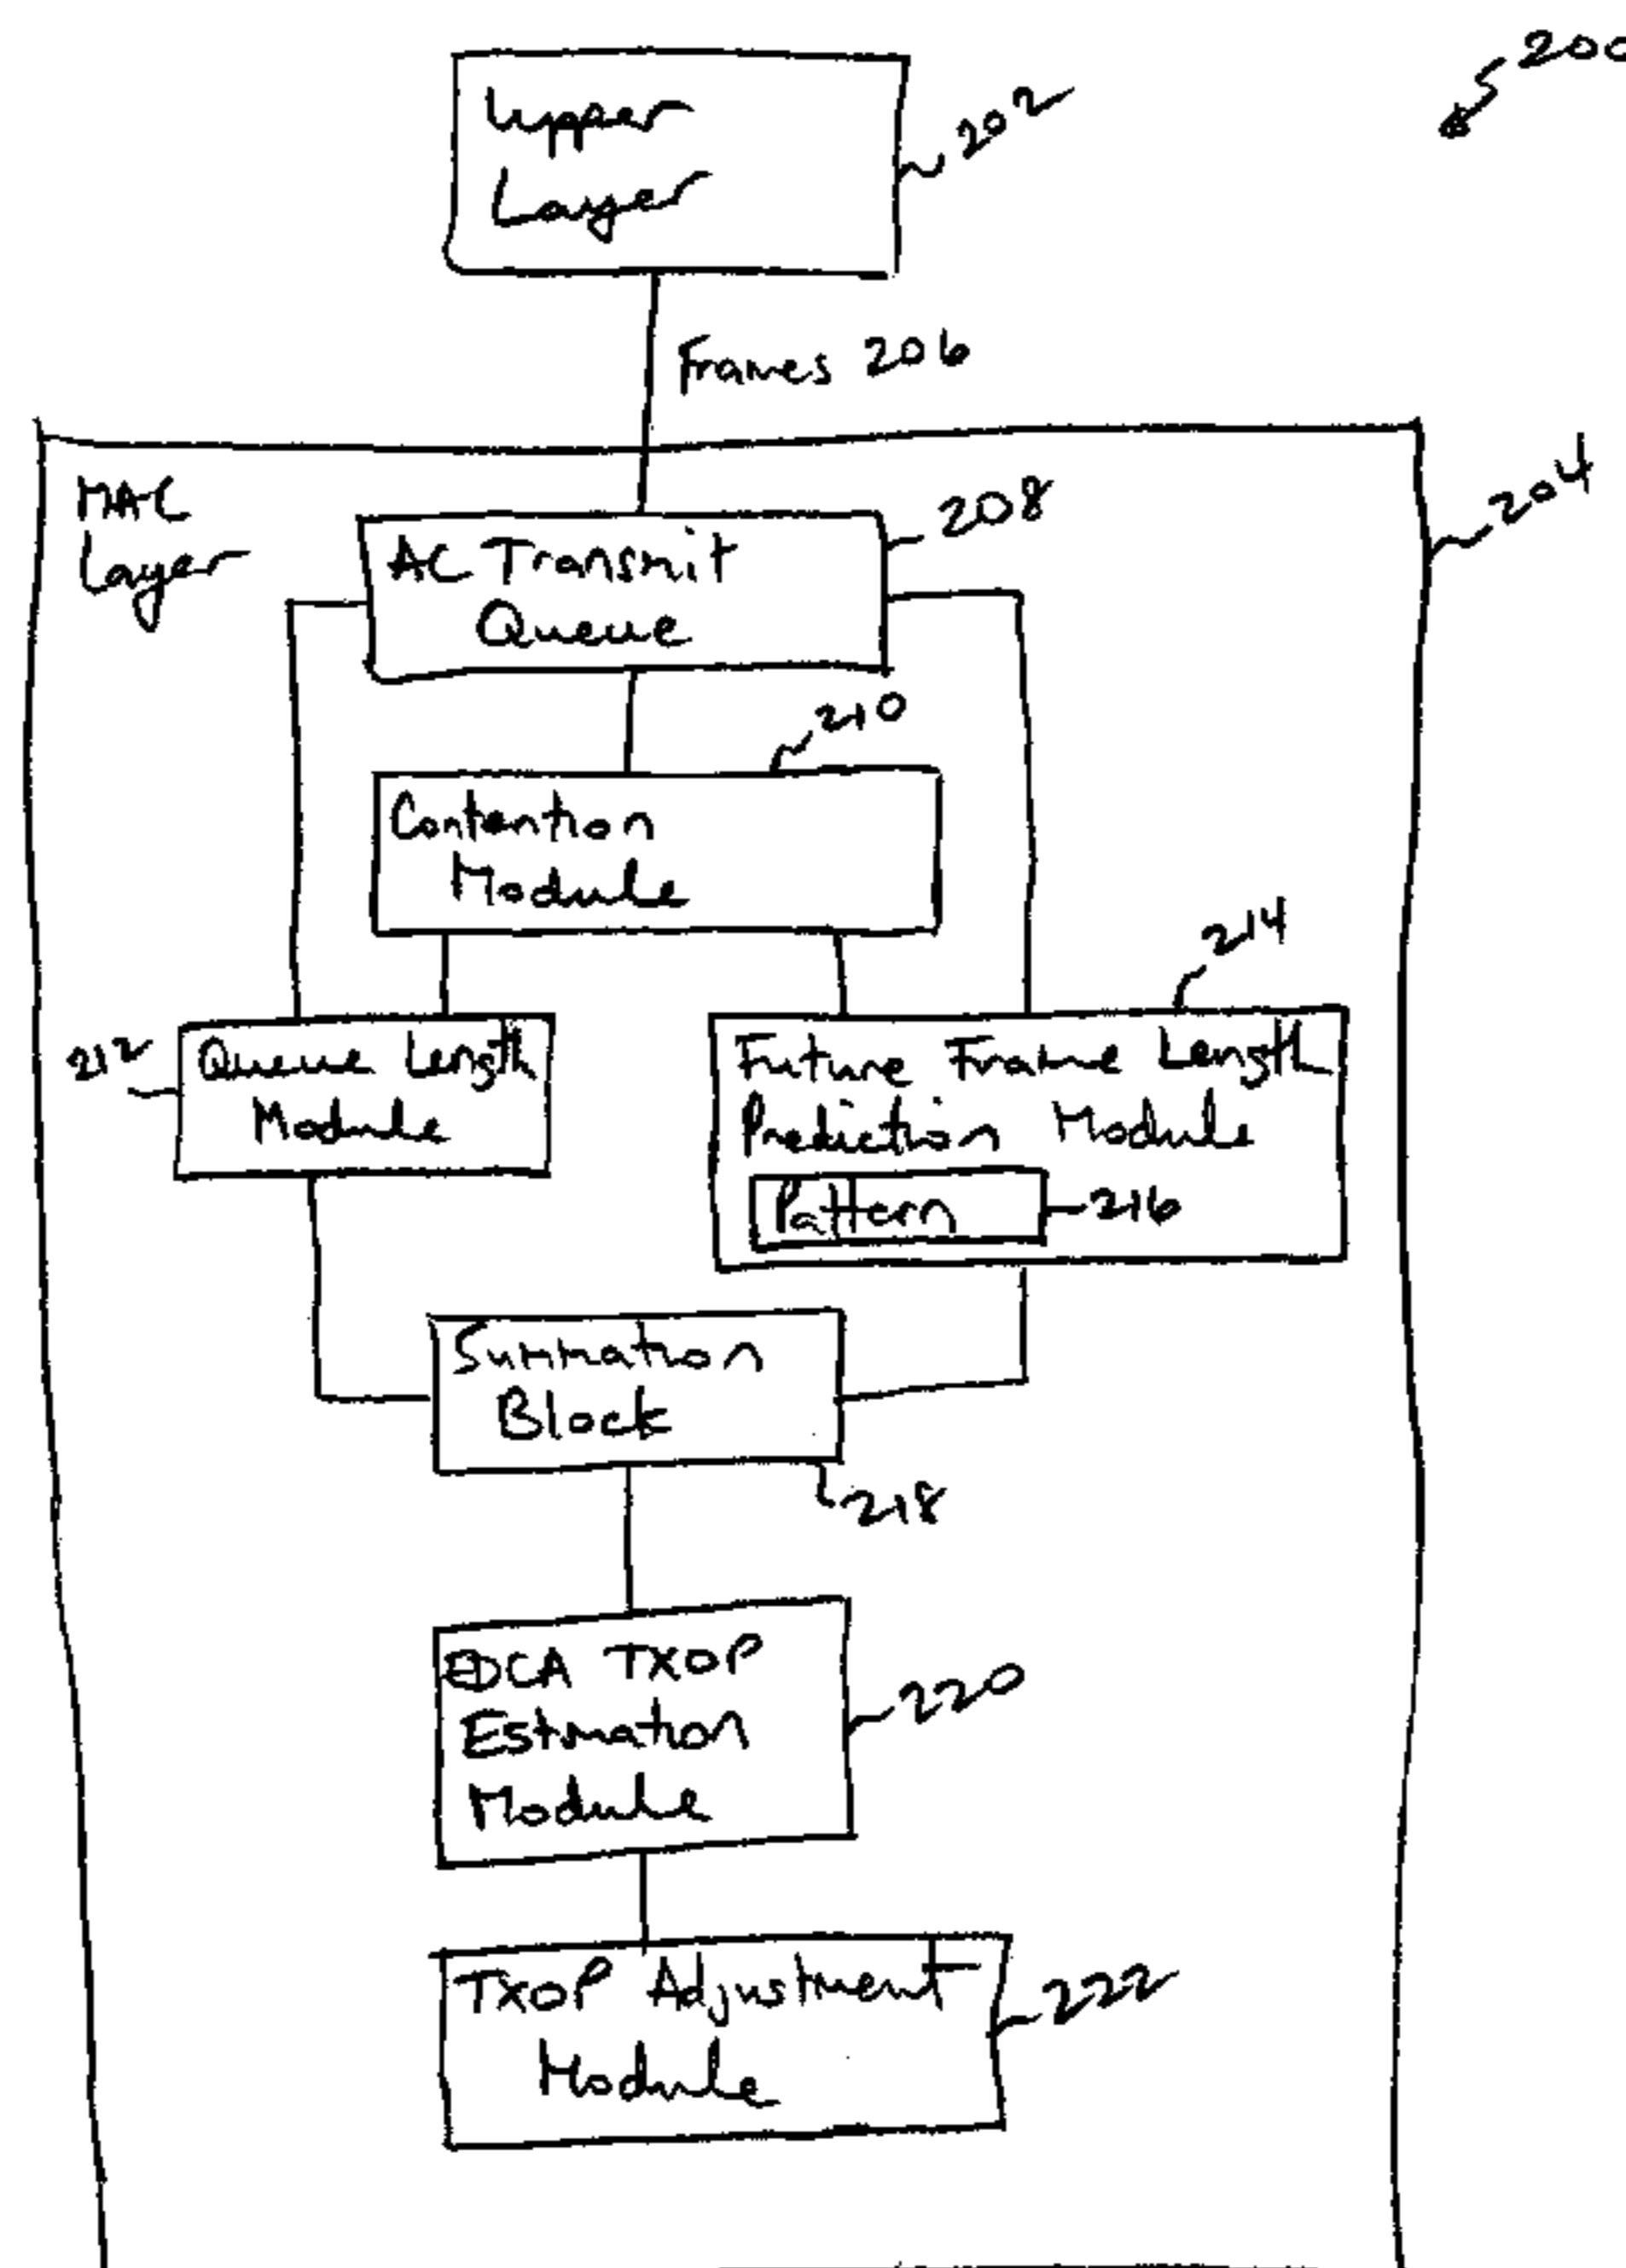 200
Upper
Layer
202
Frames 206
MAC
Layer
204
AC Transmit
Queue
208
210
Contention
Module
214
212
Queue Length
Module
Future Frame Length
Prediction Module
Pattern
216
Summation
Block
218
EDCA TXOP
Estimation
Module
220
TXOP Adjustment
Module
222